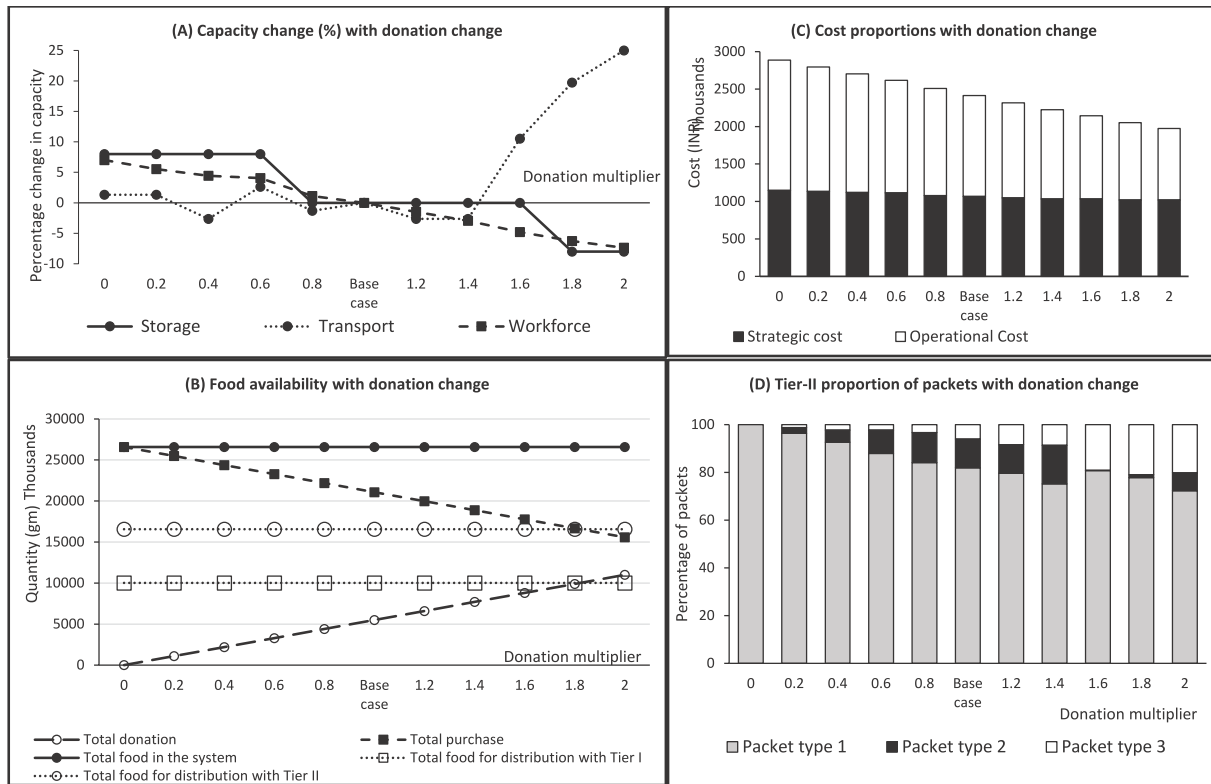 (A) Capacity change (%) with donation change
Percentage change in capacity
25
20
15
10
5
0
-5
-10
Donation multiplier
0 0.2 0.4 0.6 0.8 Base case 1.2 1.4 1.6 1.8 2
Storage Transport Workforce
(C) Cost proportions with donation change
Cost (INR)
Thousands
3000
2500
2000
1500
1000
500
0
0 0.2 0.4 0.6 0.8 Base case 1.2 1.4 1.6 1.8 2
Strategic cost Operational Cost
(B) Food availability with donation change
Quantity (gm) Thousands
30000
25000
20000
15000
10000
5000
0
Donation multiplier
0 0.2 0.4 0.6 0.8 Base case 1.2 1.4 1.6 1.8 2
Total donation Total purchase
Total food in the system Total food for distribution with Tier I
Total food for distribution with Tier II
(D) Tier-II proportion of packets with donation change
Percentage of packets
100
80
60
40
20
0
0 0.2 0.4 0.6 0.8 Base case 1.2 1.4 1.6 1.8 2
Donation multiplier
Packet type 1 Packet type 2 Packet type 3